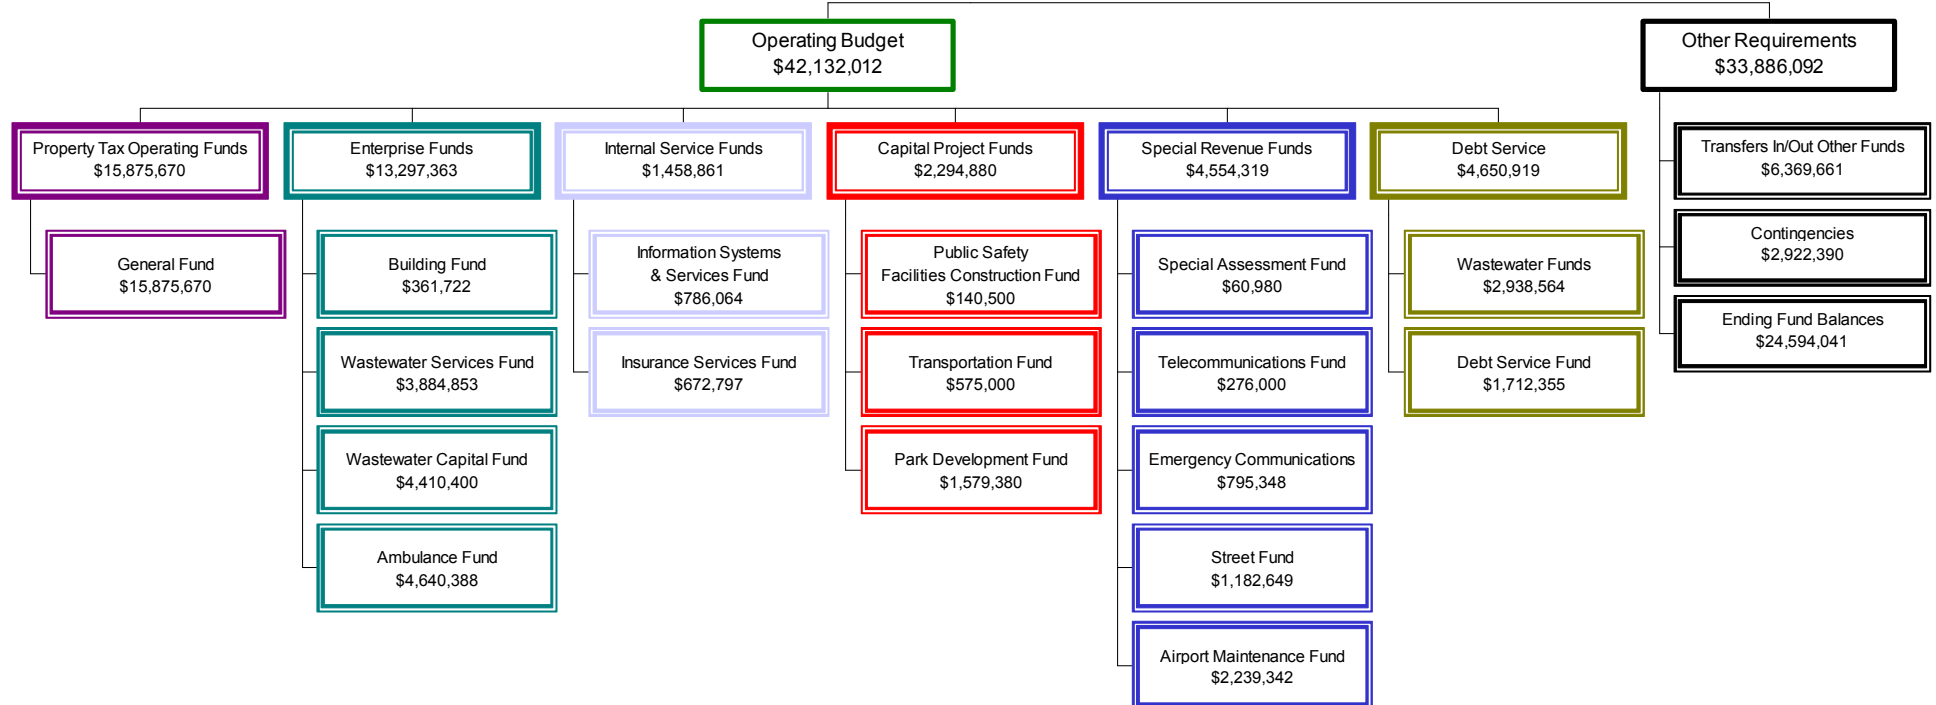 Operating Budget
$42,132,012
Other Requirements
$33,886,092
Property Tax Operating Funds
$15,875,670
Enterprise Funds
$13,297,363
Internal Service Funds
$1,458,861
Capital Project Funds
$2,294,880
Special Revenue Funds
$4,554,319
Debt Service
$4,650,919
Transfers In/Out Other Funds
$6,369,661
General Fund
$15,875,670
Building Fund
$361,722
Information Systems
& Services Fund
$786,064
Public Safety
Facilities Construction Fund
$140,500
Special Assessment Fund
$60,980
Wastewater Funds
$2,938,564
Contingencies
$2,922,390
Wastewater Services Fund
$3,884,853
Insurance Services Fund
$672,797
Transportation Fund
$575,000
Telecommunications Fund
$276,000
Debt Service Fund
$1,712,355
Ending Fund Balances
$24,594,041
Wastewater Capital Fund
$4,410,400
Park Development Fund
$1,579,380
Emergency Communications
$795,348
Ambulance Fund
$4,640,388
Street Fund
$1,182,649
Airport Maintenance Fund
$2,239,342